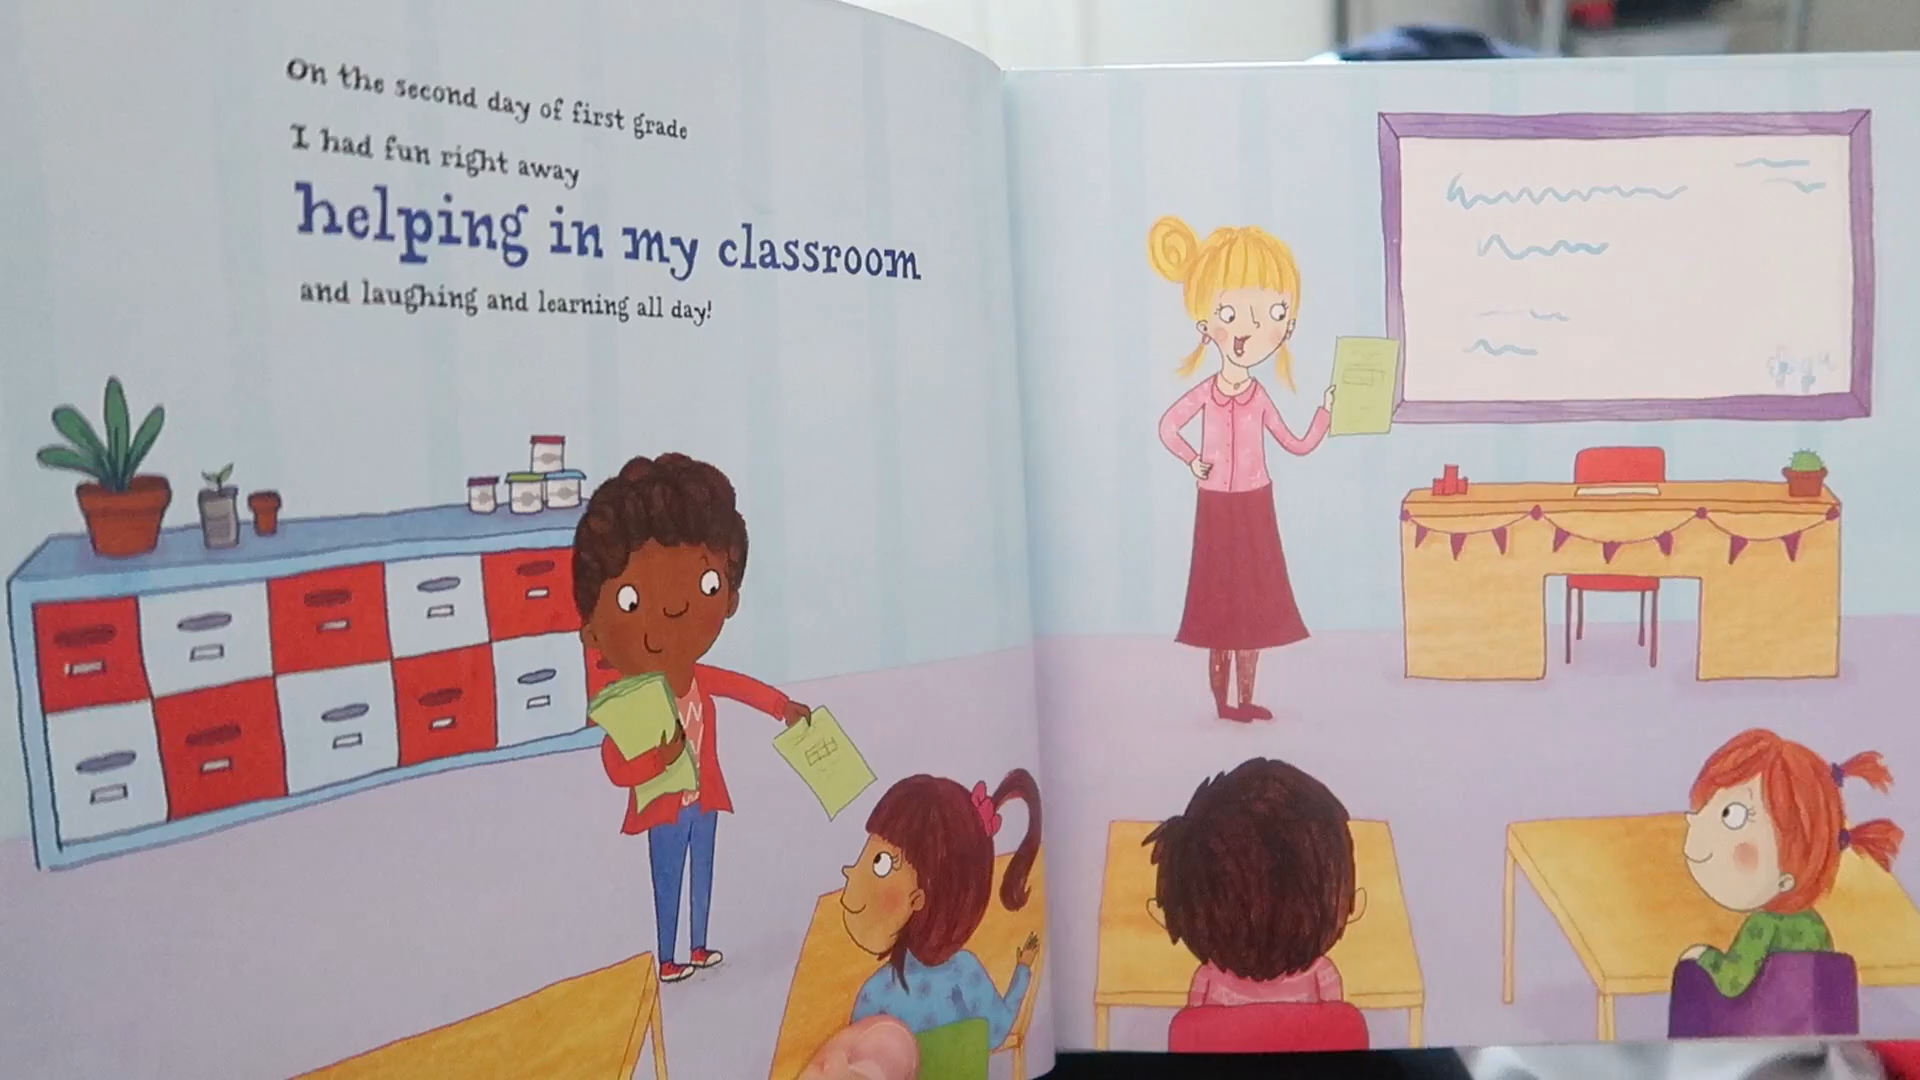 On the second day of first grade
I had fun right away
helping in my classroom
and laughing and learning all day!